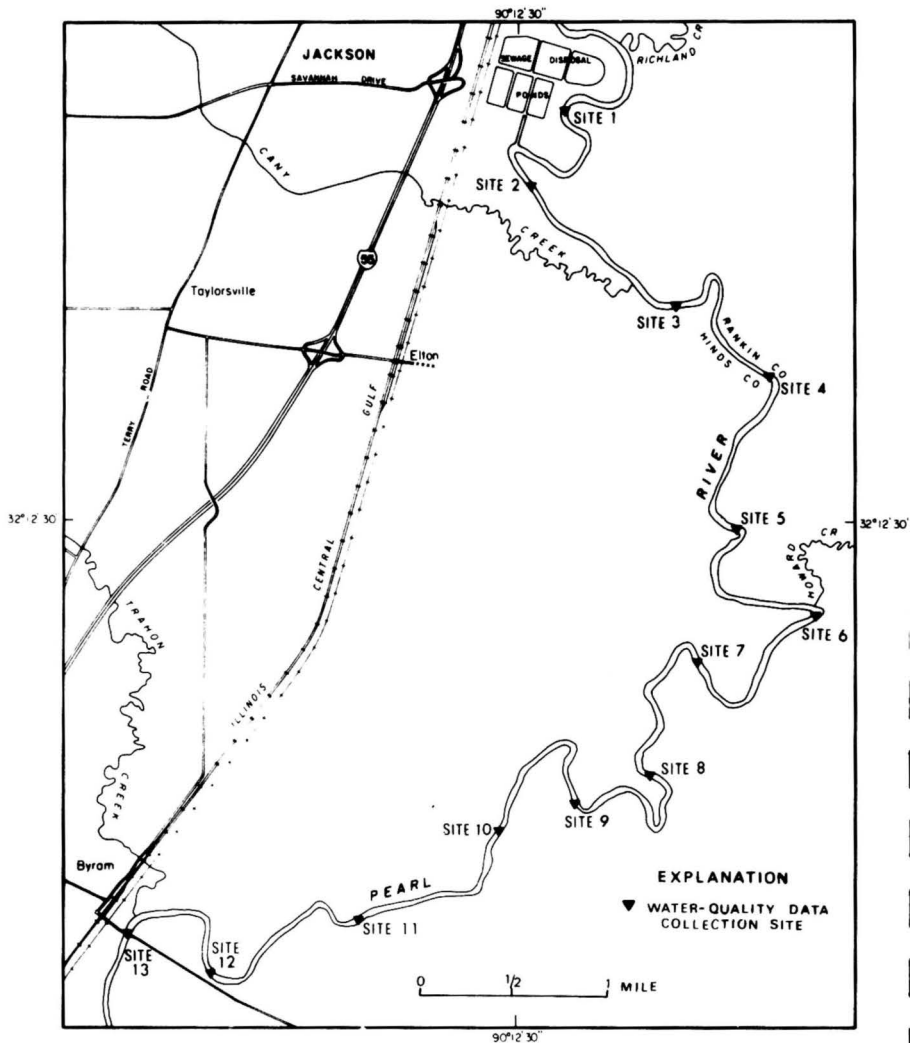 90°12'30"
JACKSON
SAVANNAH DRIVE
SEWAGE DISPOSAL
PONDS
RICHLAND CR
SITE 1
CANY
SITE 2
CREEK
55
Taylorsville
SITE 3
RANKIN CO
HINDS CO
Elton
SITE 4
TERRY ROAD
GULF
RIVER
32°12'30
32°12'30"
SITE 5
CR
HOWARD
CENTRAL
TRAHON
SITE 6
SITE 7
ILLINOIS
CREEK
SITE 8
SITE 9
SITE 10
Byram
PEARL
EXPLANATION
WATER-QUALITY DATA
COLLECTION SITE
SITE 11
SITE
12
SITE
13
0 1/2 1 MILE
90°12'30"